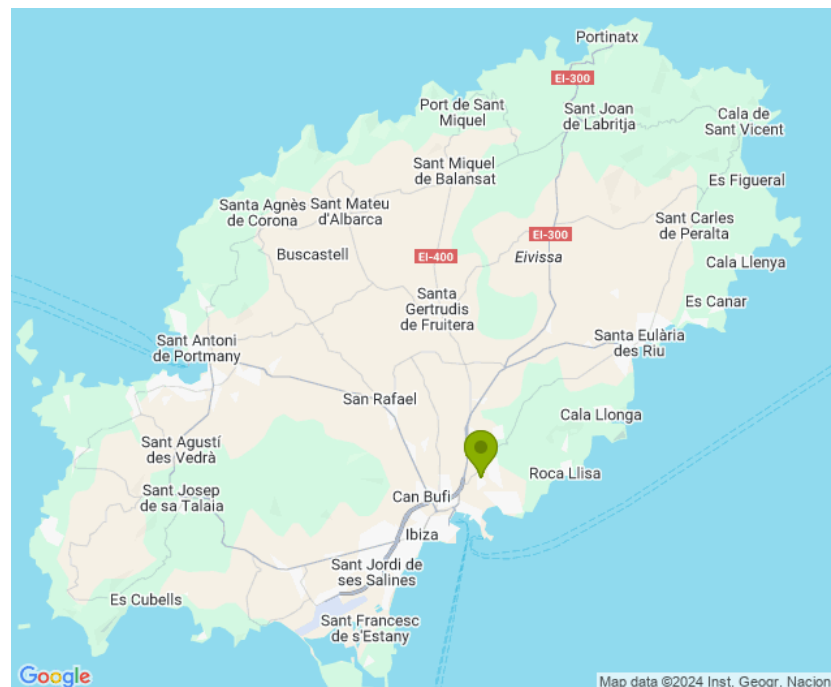 Portinatx
EI-300
Port de Sant
Miquel
Sant Joan
de Labritja
Cala de
Sant Vicent
Sant Miquel
de Balansat
Es Figueral
Santa Agnès
de Corona
Sant Mateu
d'Albarca
Sant Carles
de Peralta
EI-300
Buscastell
EI-400
Eivissa
Cala Llenya
Santa
Gertrudis
de Fruitera
Es Canar
Sant Antoni
de Portmany
Santa Eulària
des Riu
San Rafael
Cala Llonga
Sant Agustí
des Vedrà
Roca Llisa
Sant Josep
de sa Talaia
Can Bufi
Ibiza
Sant Jordi de
ses Salines
Es Cubells
Sant Francesc
de s'Estany
Google
Map data ©2024 Inst. Geogr. Nacion